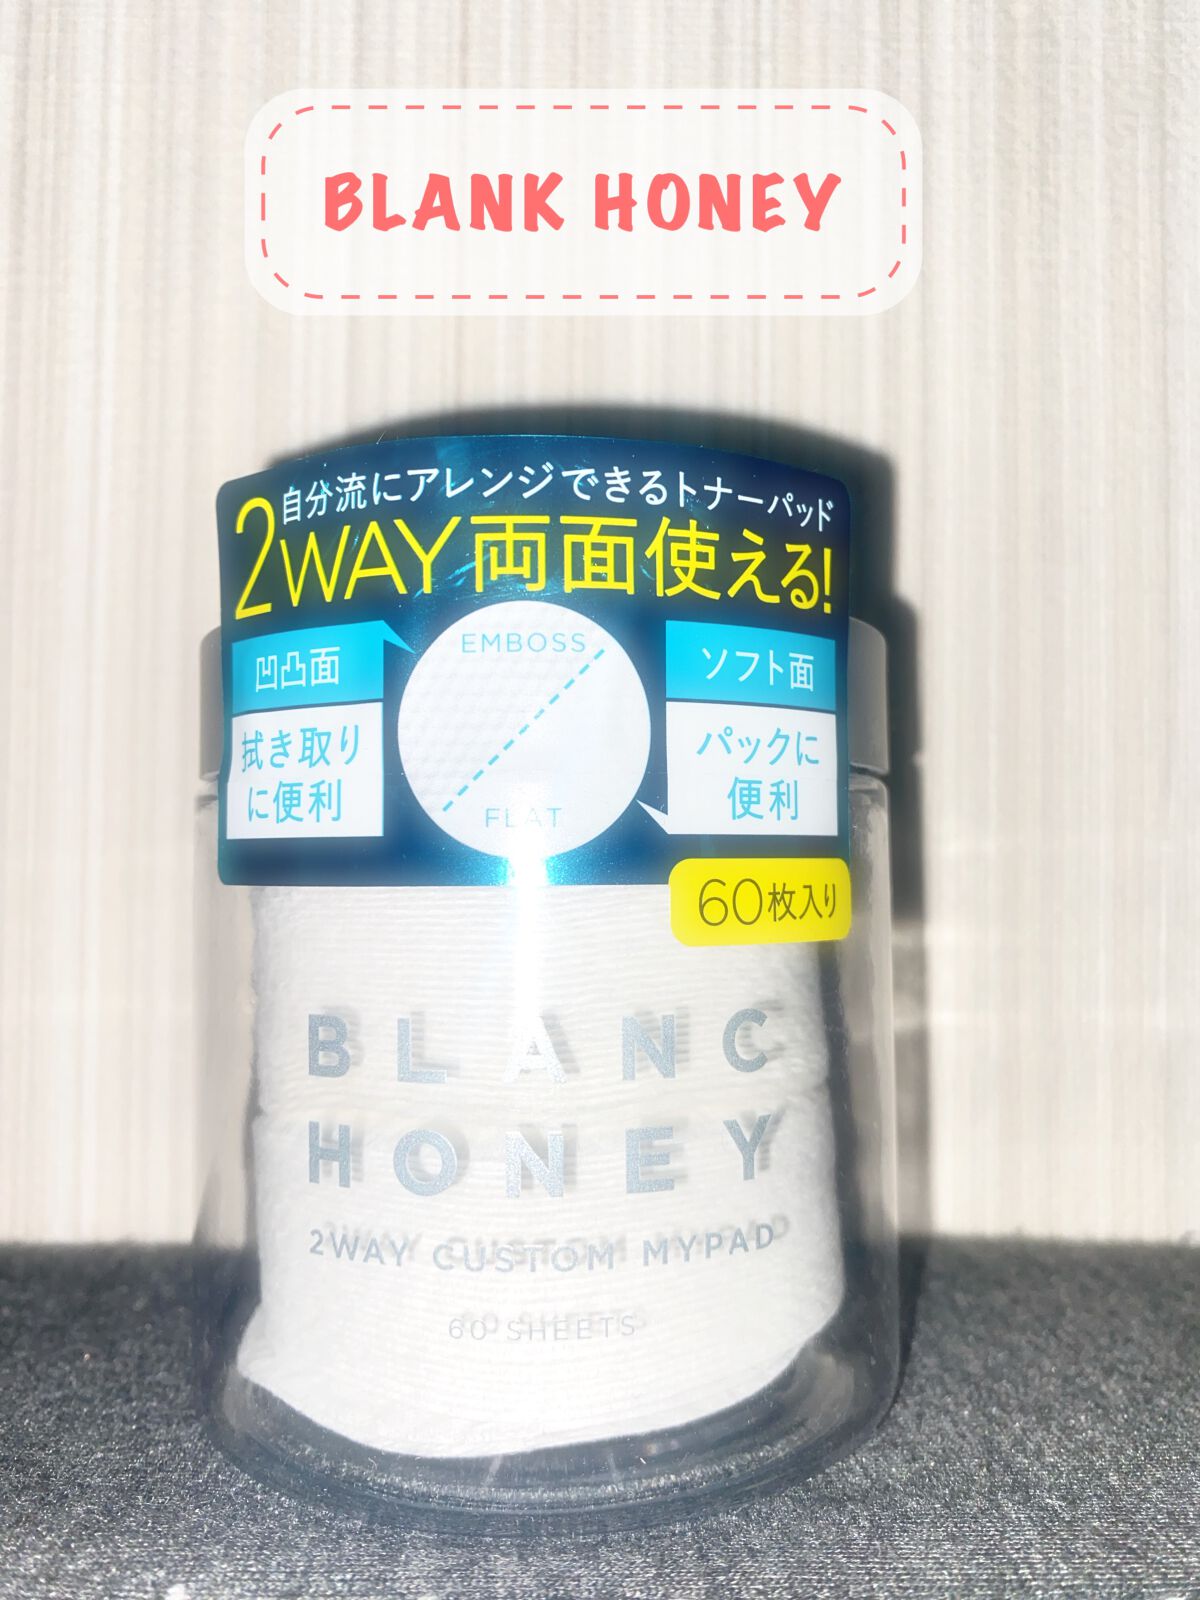 BLANK HONEY
自分流にアレンジできるトナーパッド
2WAY両面使える!
凹凸面
拭き取り
に便利
EMBOSS
FLAT
ソフト面
パックに
便利
60枚入り
BLANC
HONEY
2WAY CUSTOM MYPAD
60 SHEETS